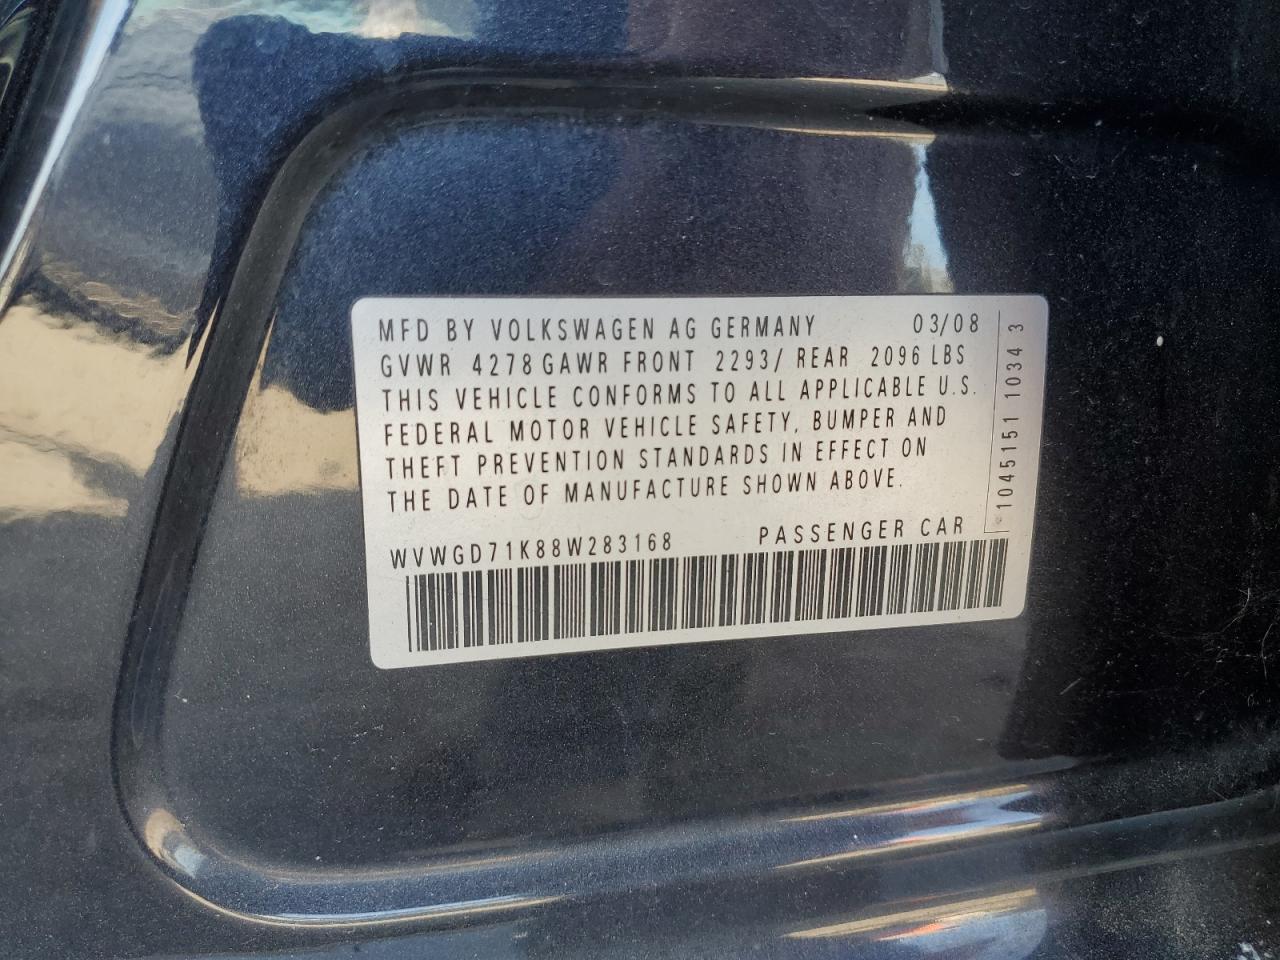 MFD BY VOLKSWAGEN AG GERMANY 03/08
GVWR 4278 GAWR FRONT 2293/ REAR 2096 LBS
THIS VEHICLE CONFORMS TO ALL APPLICABLE U.S.
FEDERAL MOTOR VEHICLE SAFETY, BUMPER AND
THEFT PREVENTION STANDARDS IN EFFECT ON
THE DATE OF MANUFACTURE SHOWN ABOVE.
WVWGD71K88W283168 PASSENGER CAR
1045151 1034 3